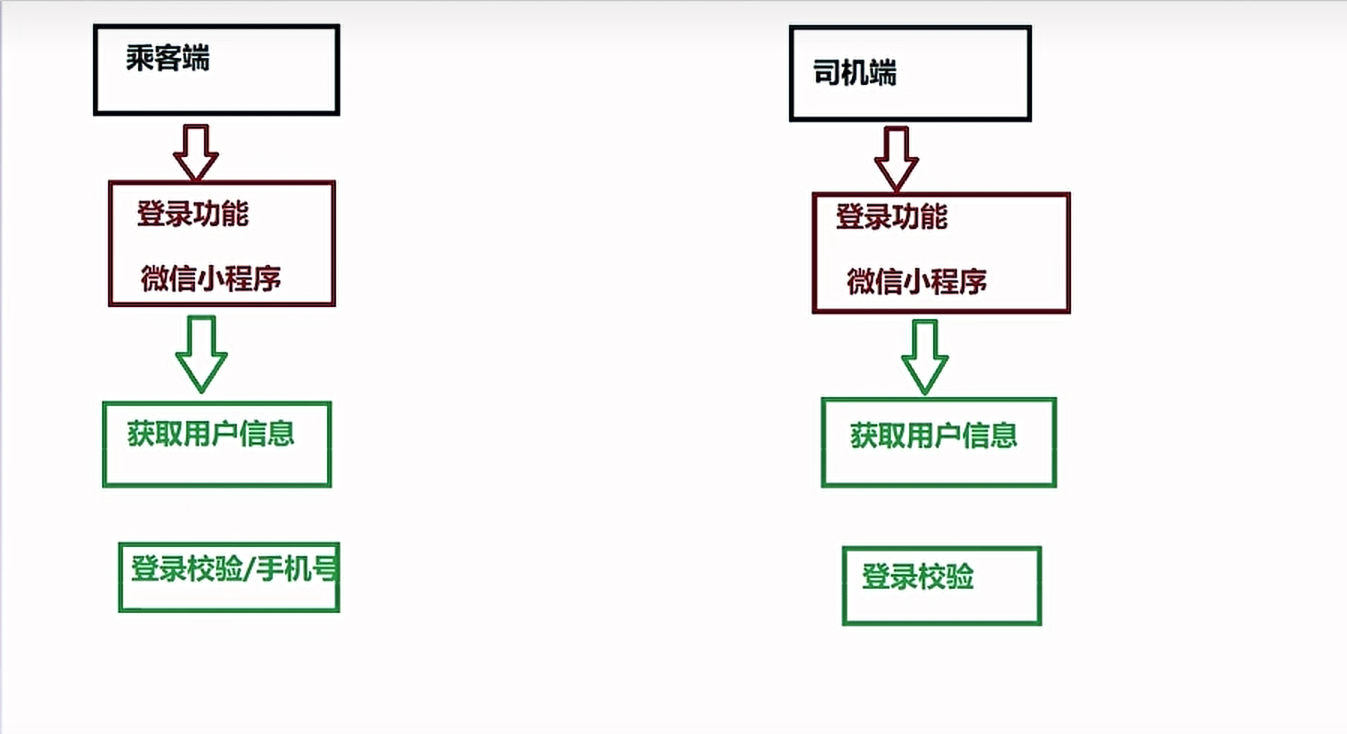 乘客端
登录功能
微信小程序
获取用户信息
登录校验/手机号
司机端
登录功能
微信小程序
获取用户信息
登录校验